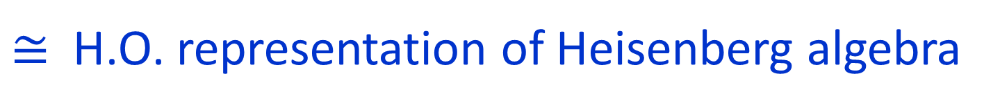 ≅ H.O. representation of Heisenberg algebra